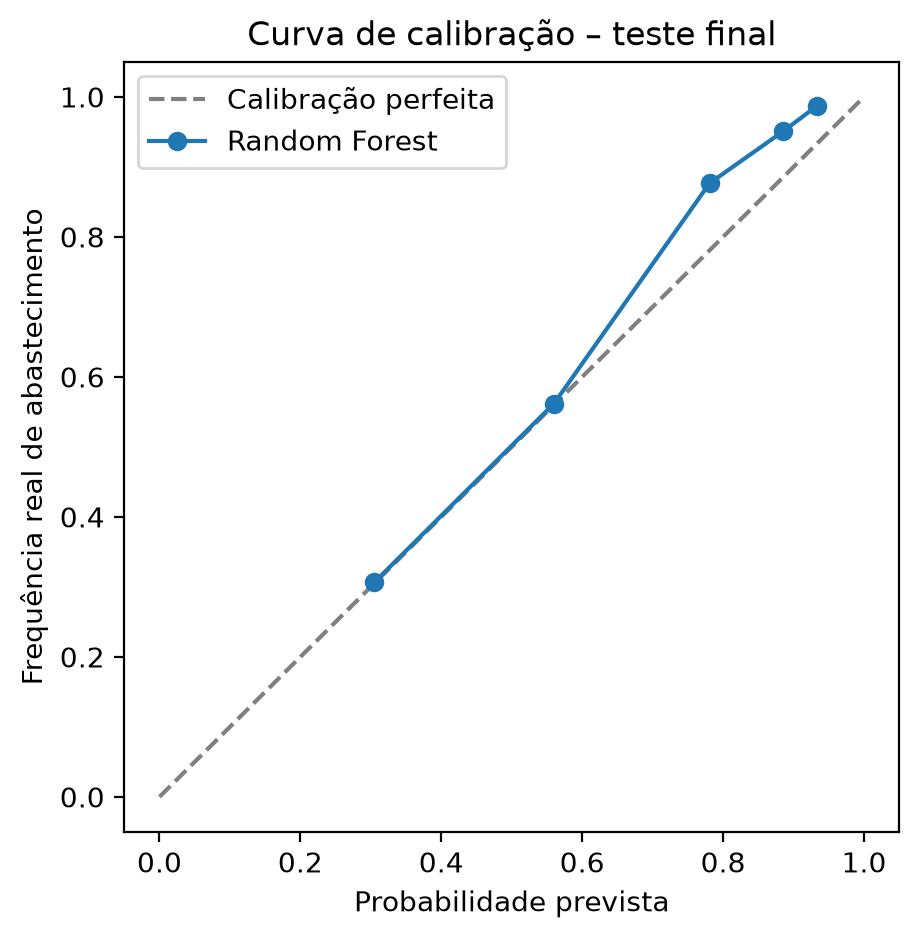 Curva de calibração – teste final
Calibração perfeita
Random Forest
Frequência real de abastecimento
1.0
0.8
0.6
0.4
0.2
0.0
0.0 0.2 0.4 0.6 0.8 1.0
Probabilidade prevista